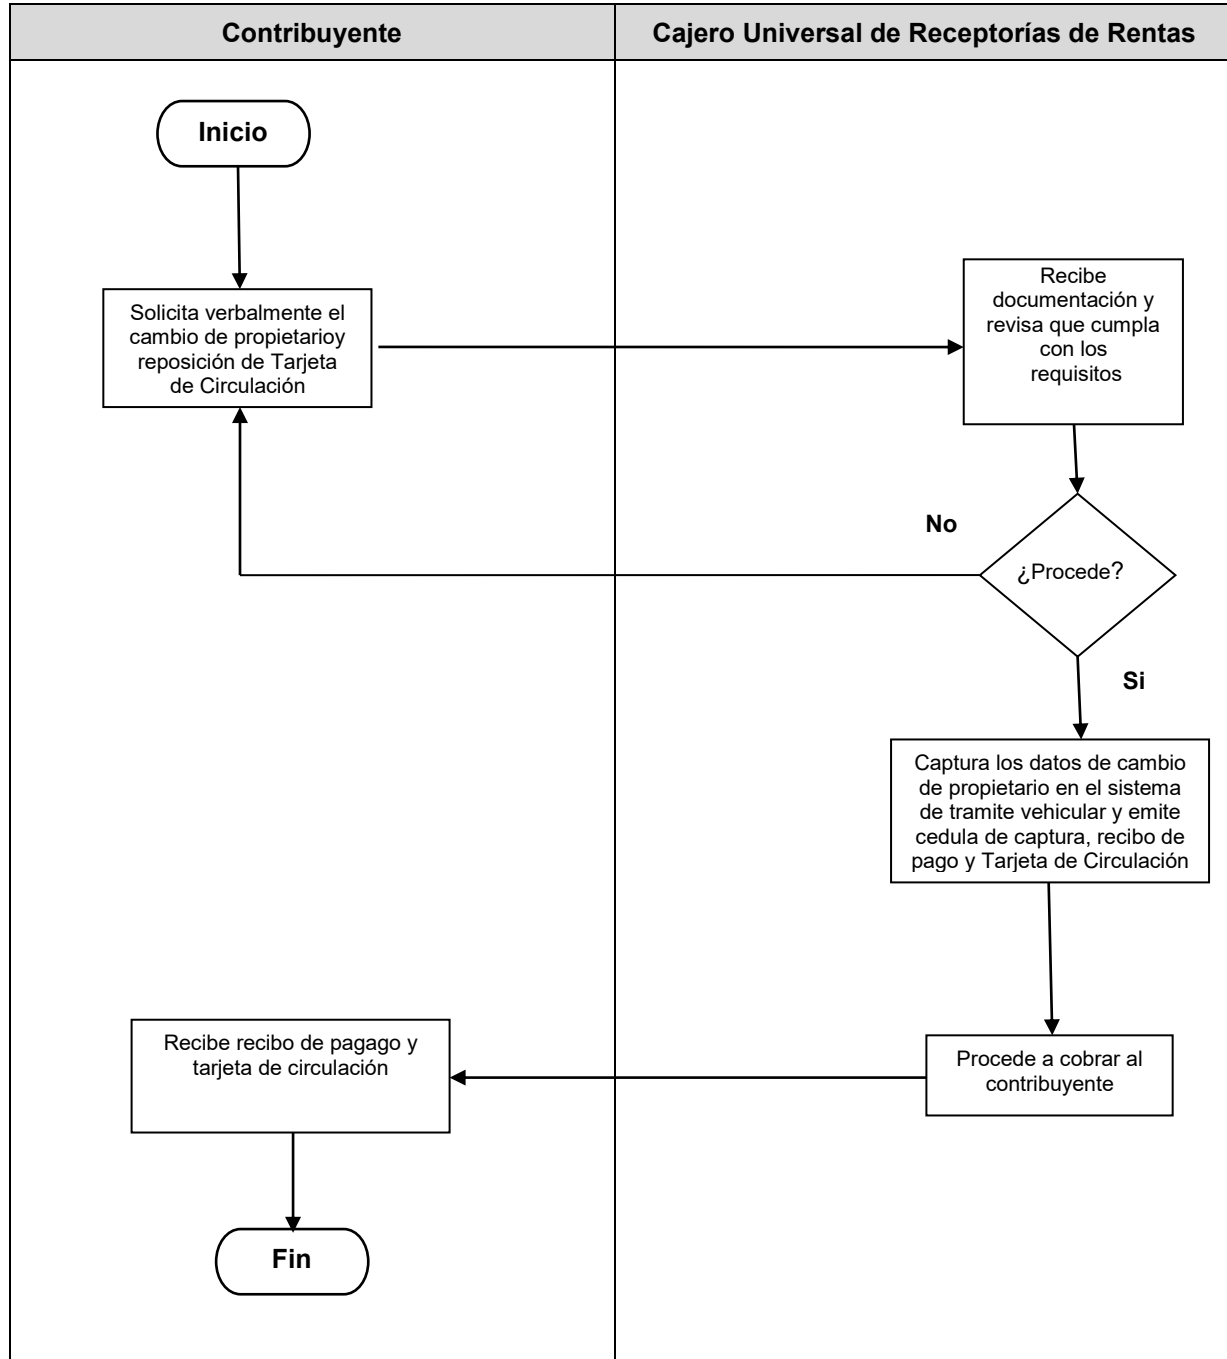 Contribuyente
Cajero Universal de Receptorías de Rentas
Inicio
Solicita verbalmente el
cambio de propietarioy
reposición de Tarjeta
de Circulación
Recibe
documentación y
revisa que cumpla
con los
requisitos
No
¿Procede?
Si
Captura los datos de cambio
de propietario en el sistema
de tramite vehicular y emite
cedula de captura, recibo de
pago y Tarjeta de Circulación
Procede a cobrar al
contribuyente
Recibe recibo de pagago y
tarjeta de circulación
Fin